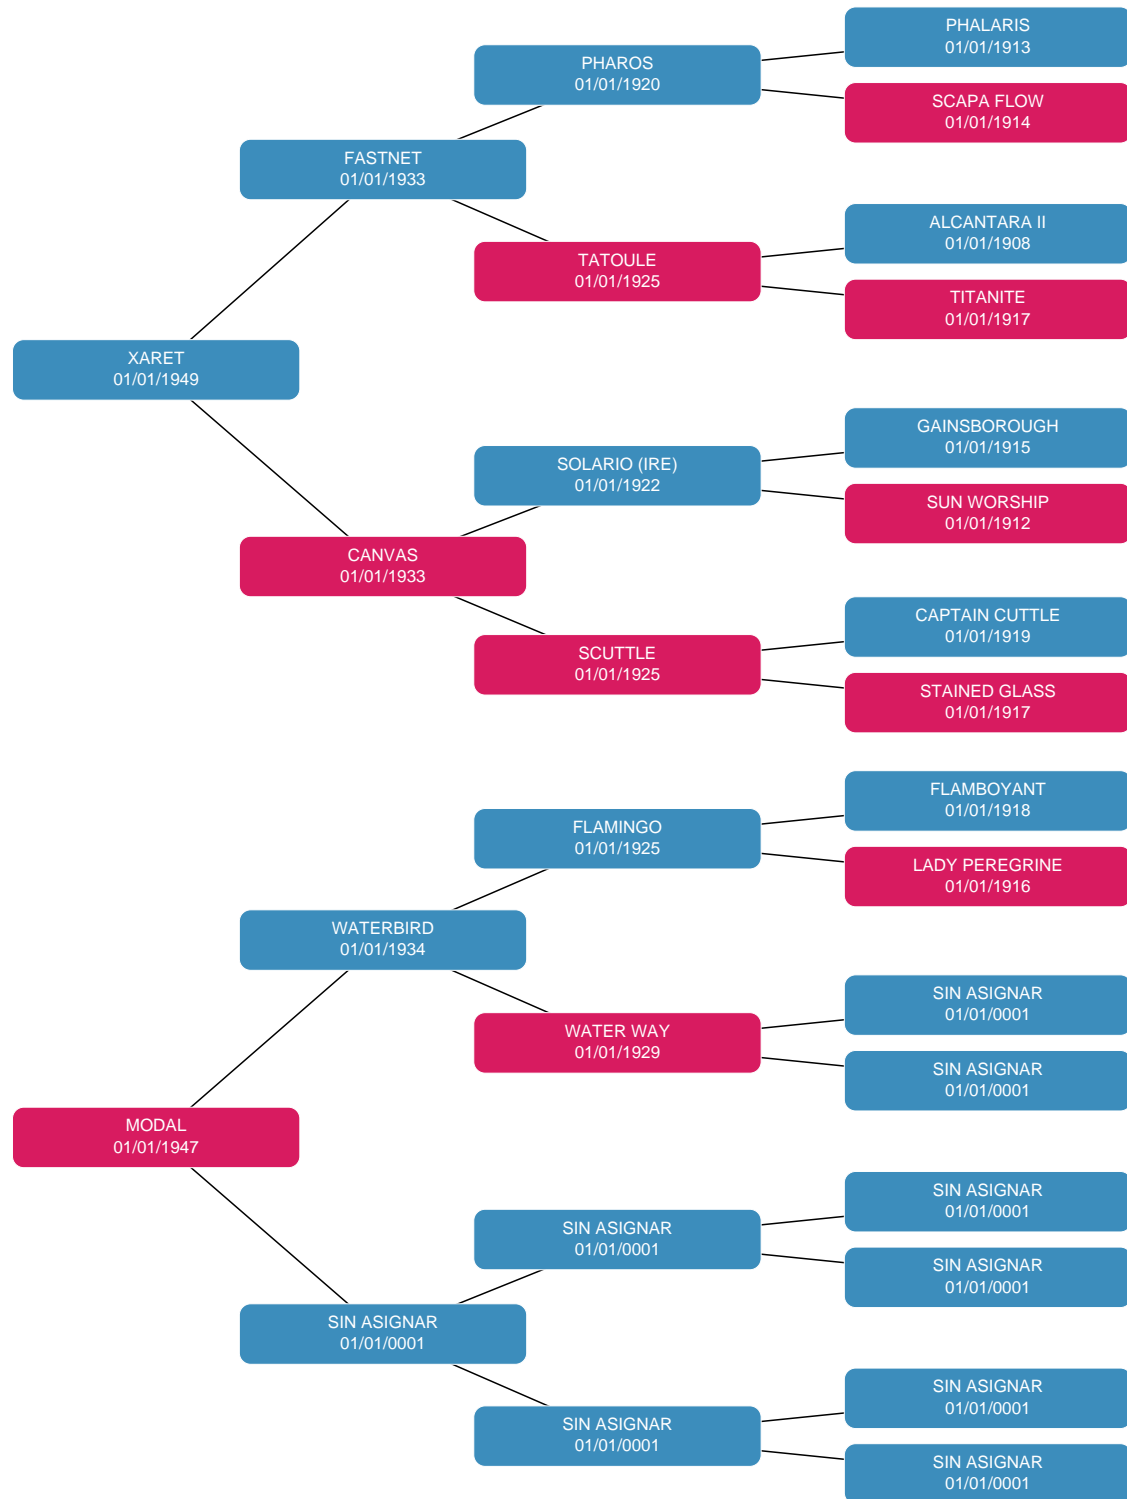 PHALARIS
01/01/1913
PHAROS
01/01/1920
SCAPA FLOW
01/01/1914
FASTNET
01/01/1933
ALCANTARA II
01/01/1908
TATOULE
01/01/1925
TITANITE
01/01/1917
XARET
01/01/1949
GAINSBOROUGH
01/01/1915
SOLARIO (IRE)
01/01/1922
SUN WORSHIP
01/01/1912
CANVAS
01/01/1933
CAPTAIN CUTTLE
01/01/1919
SCUTTLE
01/01/1925
STAINED GLASS
01/01/1917
FLAMBOYANT
01/01/1918
FLAMINGO
01/01/1925
LADY PEREGRINE
01/01/1916
WATERBIRD
01/01/1934
SIN ASIGNAR
01/01/0001
WATER WAY
01/01/1929
SIN ASIGNAR
01/01/0001
MODAL
01/01/1947
SIN ASIGNAR
01/01/0001
SIN ASIGNAR
01/01/0001
SIN ASIGNAR
01/01/0001
SIN ASIGNAR
01/01/0001
SIN ASIGNAR
01/01/0001
SIN ASIGNAR
01/01/0001
SIN ASIGNAR
01/01/0001